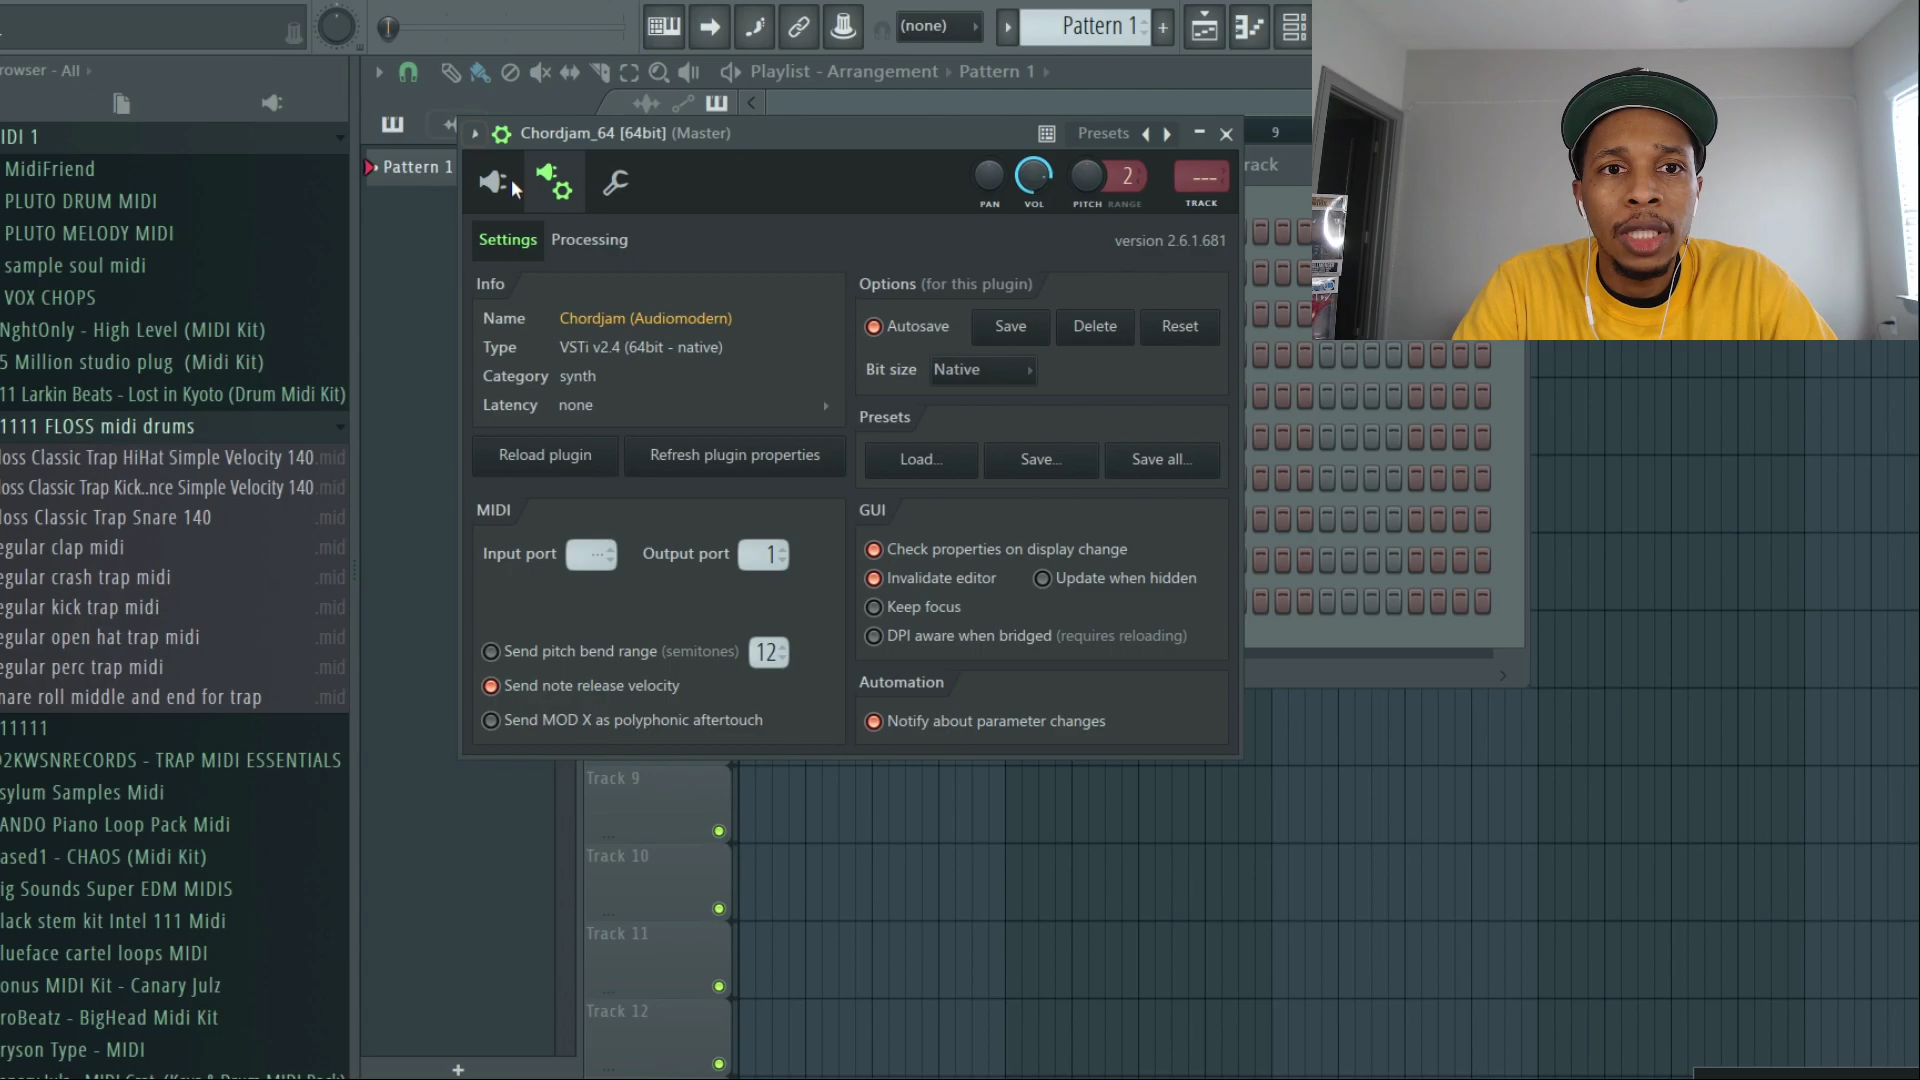 (none)
Pattern 1
rowser - All
Playlist - Arrangement
Pattern 1
IDI 1
MidiFriend
PLUTO DRUM MIDI
PLUTO MELODY MIDI
sample soul midi
VOX CHOPS
NghtOnly - High Level (MIDI Kit)
5 Million studio plug (Midi Kit)
11 Larkin Beats - Lost in Kyoto (Drum Midi Kit)
1111 FLOSS midi drums
loss Classic Trap HiHat Simple Velocity 140 .mid
loss Classic Trap Kick..nce Simple Velocity 140 .mid
loss Classic Trap Snare 140 .mid
egular clap midi .mid
egular crash trap midi .mid
egular kick trap midi .mid
egular open hat trap midi .mid
egular perc trap midi .mid
nare roll middle and end for trap .mid
11111
02KWSNRECORDS - TRAP MIDI ESSENTIALS
sylum Samples Midi
ANDO Piano Loop Pack Midi
ased1 - CHAOS (Midi Kit)
ig Sounds Super EDM MIDIS
lack stem kit Intel 111 Midi
lueface cartel loops MIDI
onus MIDI Kit - Canary Julz
roBeatz - BigHead Midi Kit
ryson Type - MIDI
Pattern 1
Chordjam_64 [64bit] (Master)
Presets
9
rack
PAN
VOL
PITCH
2
RANGE
---
TRACK
Settings
Processing
version 2.6.1.681
Info
Name Chordjam (Audiomodern)
Type VSTi v2.4 (64bit - native)
Category synth
Latency none
Reload plugin
Refresh plugin properties
Options (for this plugin)
Autosave
Save
Delete
Reset
Bit size
Native
Presets
Load...
Save...
Save all...
MIDI
Input port ---
Output port 1
Send pitch bend range (semitones) 12
Send note release velocity
Send MOD X as polyphonic aftertouch
GUI
Check properties on display change
Invalidate editor
Update when hidden
Keep focus
DPI aware when bridged (requires reloading)
Automation
Notify about parameter changes
Track 9
Track 10
Track 11
Track 12